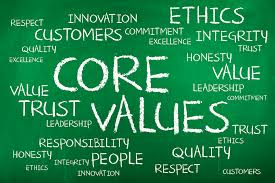 RESPECT INNOVATION ETHICS
CUSTOMERS COMMITMENT INTEGRITY
QUALITY EXCELLENCE TRUST
EXCELLENCE HONESTY VALUE
CORE
VALUE LEADERSHIP
TRUST COMMITMENT
LEADERSHIP VALUES TRUST
RESPONSIBILITY ETHICS
HONESTY PEOPLE QUALITY HONESTY
ETHICS INTEGRITY INNOVATION RESPECT CUSTOMERS